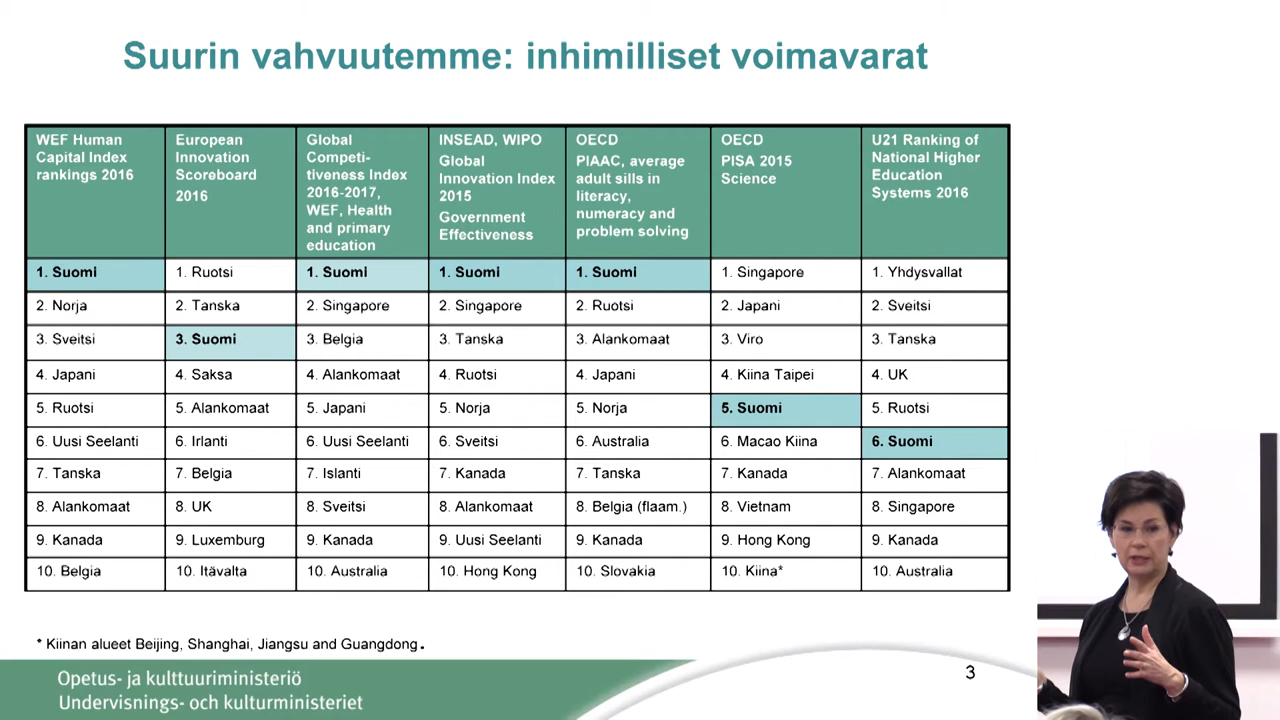 Suurin vahvuutemme: inhimilliset voimavarat
WEF Human
Capital Index
rankings 2016
European
Innovation
Scoreboard
2016
Global
Competi-
tiveness Index
2016-2017,
WEF, Health
and primary
education
INSEAD, WIPO
Global
Innovation Index
2015
Government
Effectiveness
OECD
PIAAC, average
adult sills in
literacy,
numeracy and
problem solving
OECD
PISA 2015
Science
U21 Ranking of
National Higher
Education
Systems 2016
1. Suomi 1. Ruotsi 1. Suomi 1. Suomi 1. Suomi 1. Singapore 1. Yhdysvallat
2. Norja 2. Tanska 2. Singapore 2. Singapore 2. Ruotsi 2. Japani 2. Sveitsi
3. Sveitsi 3. Suomi 3. Belgia 3. Tanska 3. Alankomaat 3. Viro 3. Tanska
4. Japani 4. Saksa 4. Alankomaat 4. Ruotsi 4. Japani 4. Kiina Taipei 4. UK
5. Ruotsi 5. Alankomaat 5. Japani 5. Norja 5. Norja 5. Suomi 5. Ruotsi
6. Uusi Seelanti 6. Irlanti 6. Uusi Seelanti 6. Sveitsi 6. Australia 6. Macao Kiina 6. Suomi
7. Tanska 7. Belgia 7. Islanti 7. Kanada 7. Tanska 7. Kanada 7. Alankomaat
8. Alankomaat 8. UK 8. Sveitsi 8. Alankomaat 8. Belgia (flaam.) 8. Vietnam 8. Singapore
9. Kanada 9. Luxemburg 9. Kanada 9. Uusi Seelanti 9. Kanada 9. Hong Kong 9. Kanada
10. Belgia 10. Itävalta 10. Australia 10. Hong Kong 10. Slovakia 10. Kiina* 10. Australia
* Kiinan alueet Beijing, Shanghai, Jiangsu and Guangdong.
3
Opetus- ja kulttuuriministeriö
Undervisnings- och kulturministeriet